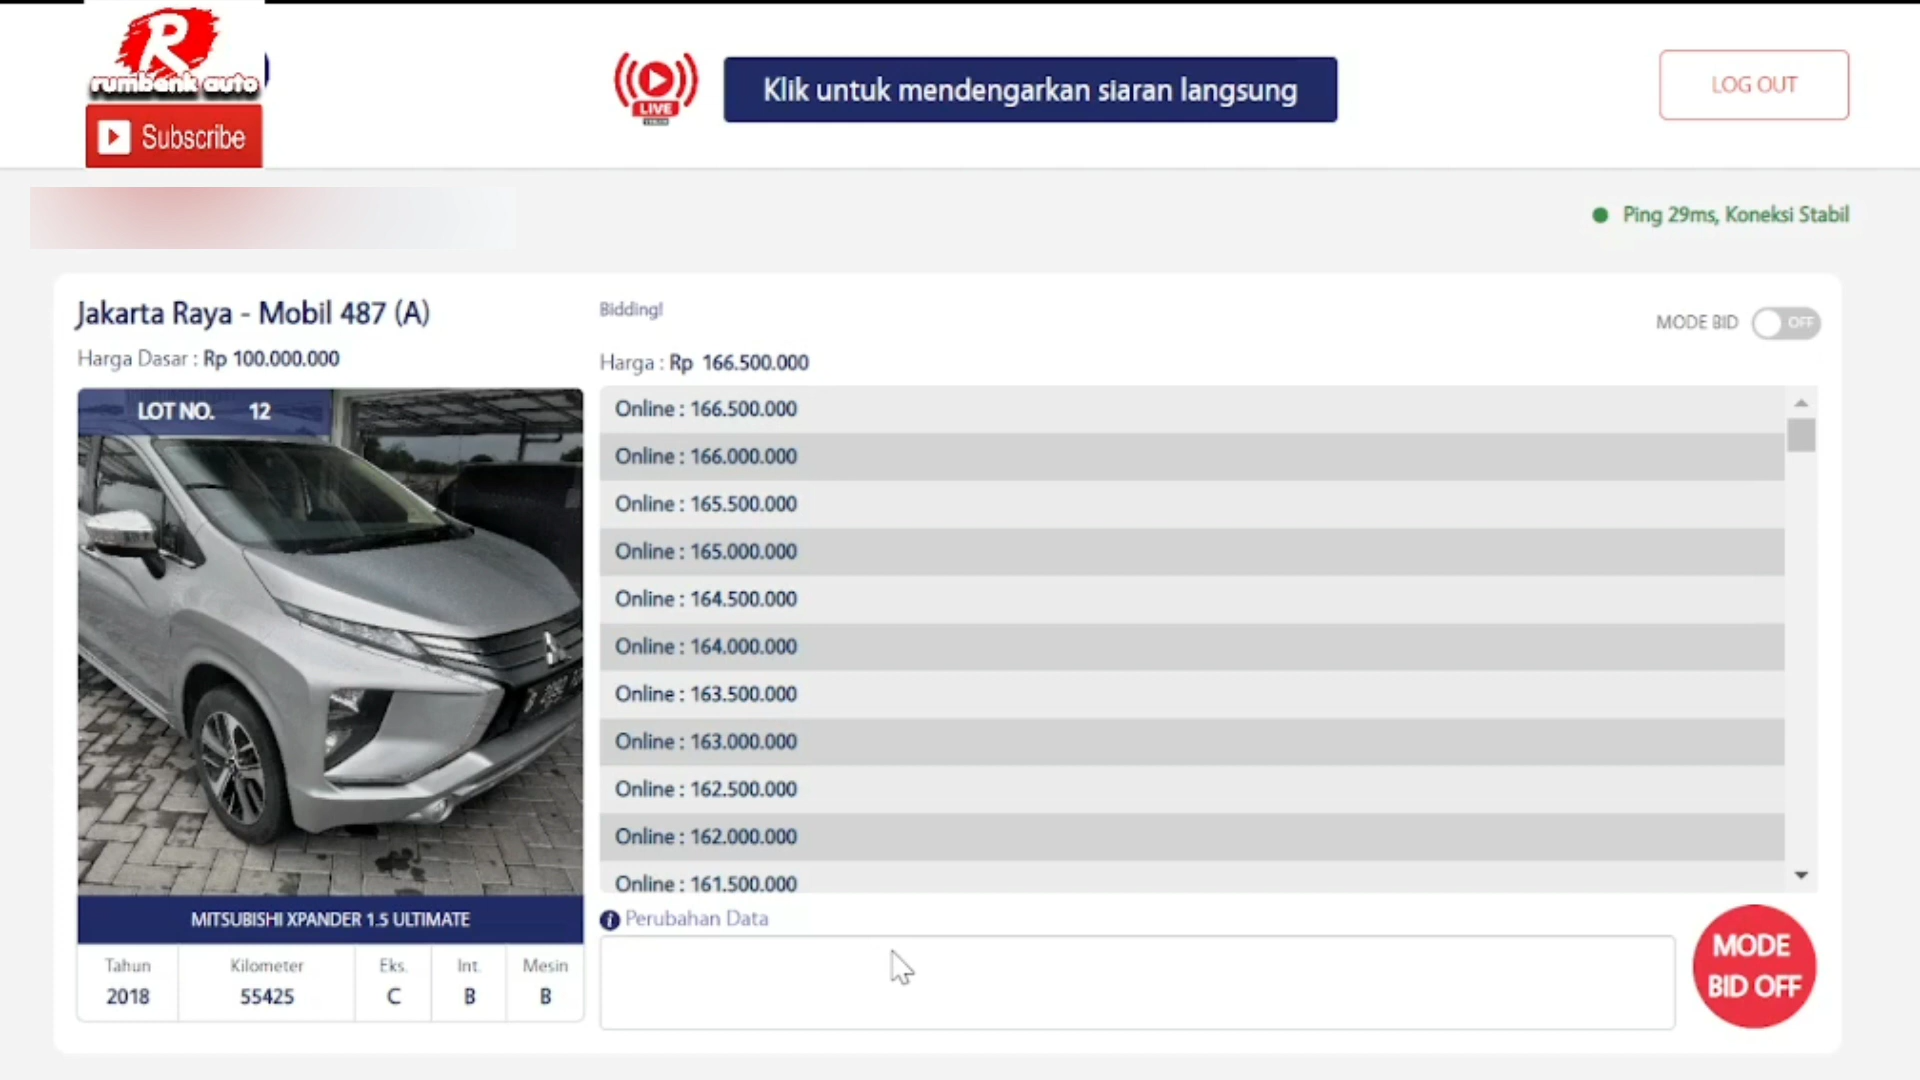 R
rumbank auto
Subscribe
LIVE
Klik untuk mendengarkan siaran langsung
LOG OUT
Ping 29ms, Koneksi Stabil
Jakarta Raya - Mobil 487 (A)
Harga Dasar : Rp 100.000.000
LOT NO. 12
MITSUBISHI XPANDER 1.5 ULTIMATE
Tahun Kilometer Eks. Int. Mesin
2018 55425 C B B
Bidding!
MODE BID OFF
Harga : Rp 166.500.000
Online : 166.500.000
Online : 166.000.000
Online : 165.500.000
Online : 165.000.000
Online : 164.500.000
Online : 164.000.000
Online : 163.500.000
Online : 163.000.000
Online : 162.500.000
Online : 162.000.000
Online : 161.500.000
Perubahan Data
MODE
BID OFF